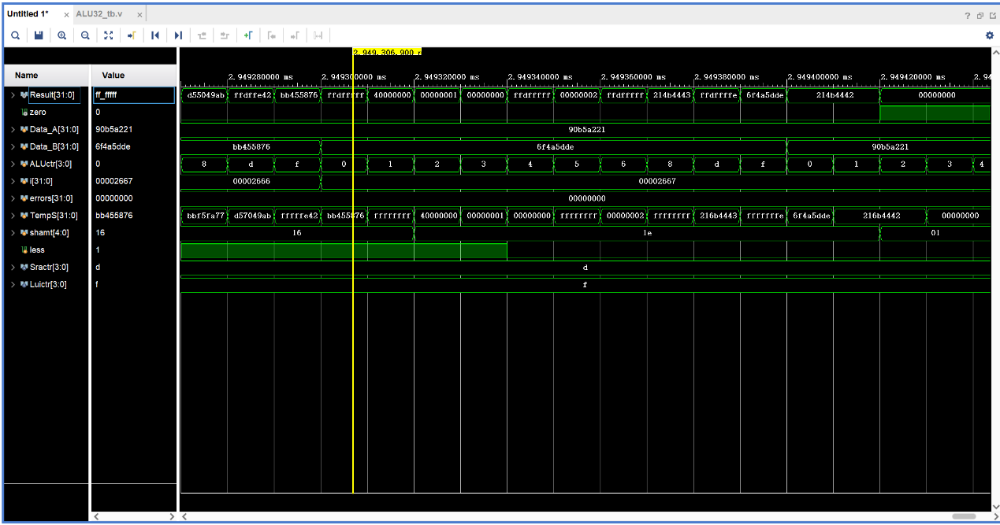 Untitled 1* × ALU32_tb.v ×
2,949,306,900 n
Name Value
2.949280000 ms 2.949300000 ms 2.949320000 ms 2.949340000 ms 2.949360000 ms 2.949380000 ms 2.949400000 ms 2.949420000 ms 2.94
Result[31:0] ff_fffff d55049ab ffdffe42 bb455876 ffdfffff 40000000 00000001 00000000 ffdfffff 00000002 ffdfffff 214b4443 ffdffffe 6f4a5dde 214b4442 00000000
zero 0
Data_A[31:0] 90b5a221 90b5a221
Data_B[31:0] 6f4a5dde bb455876 6f4a5dde 90b5a221
ALUctr[3:0] 0 8 d f 0 1 2 3 4 5 6 8 d f 0 1 2 3 4
i[31:0] 00002667 00002666 00002667
errors[31:0] 00000000 00000000
TempS[31:0] bb455876 bbf5fa77 d57049ab fffffe42 bb455876 ffffffff 40000000 00000001 00000000 ffffffff 00000002 ffffffff 216b4443 fffffffe 6f4a5dde 216b4442 00000000
shamt[4:0] 16 16 1e 01
less 1
Sractr[3:0] d d
Luictr[3:0] f f